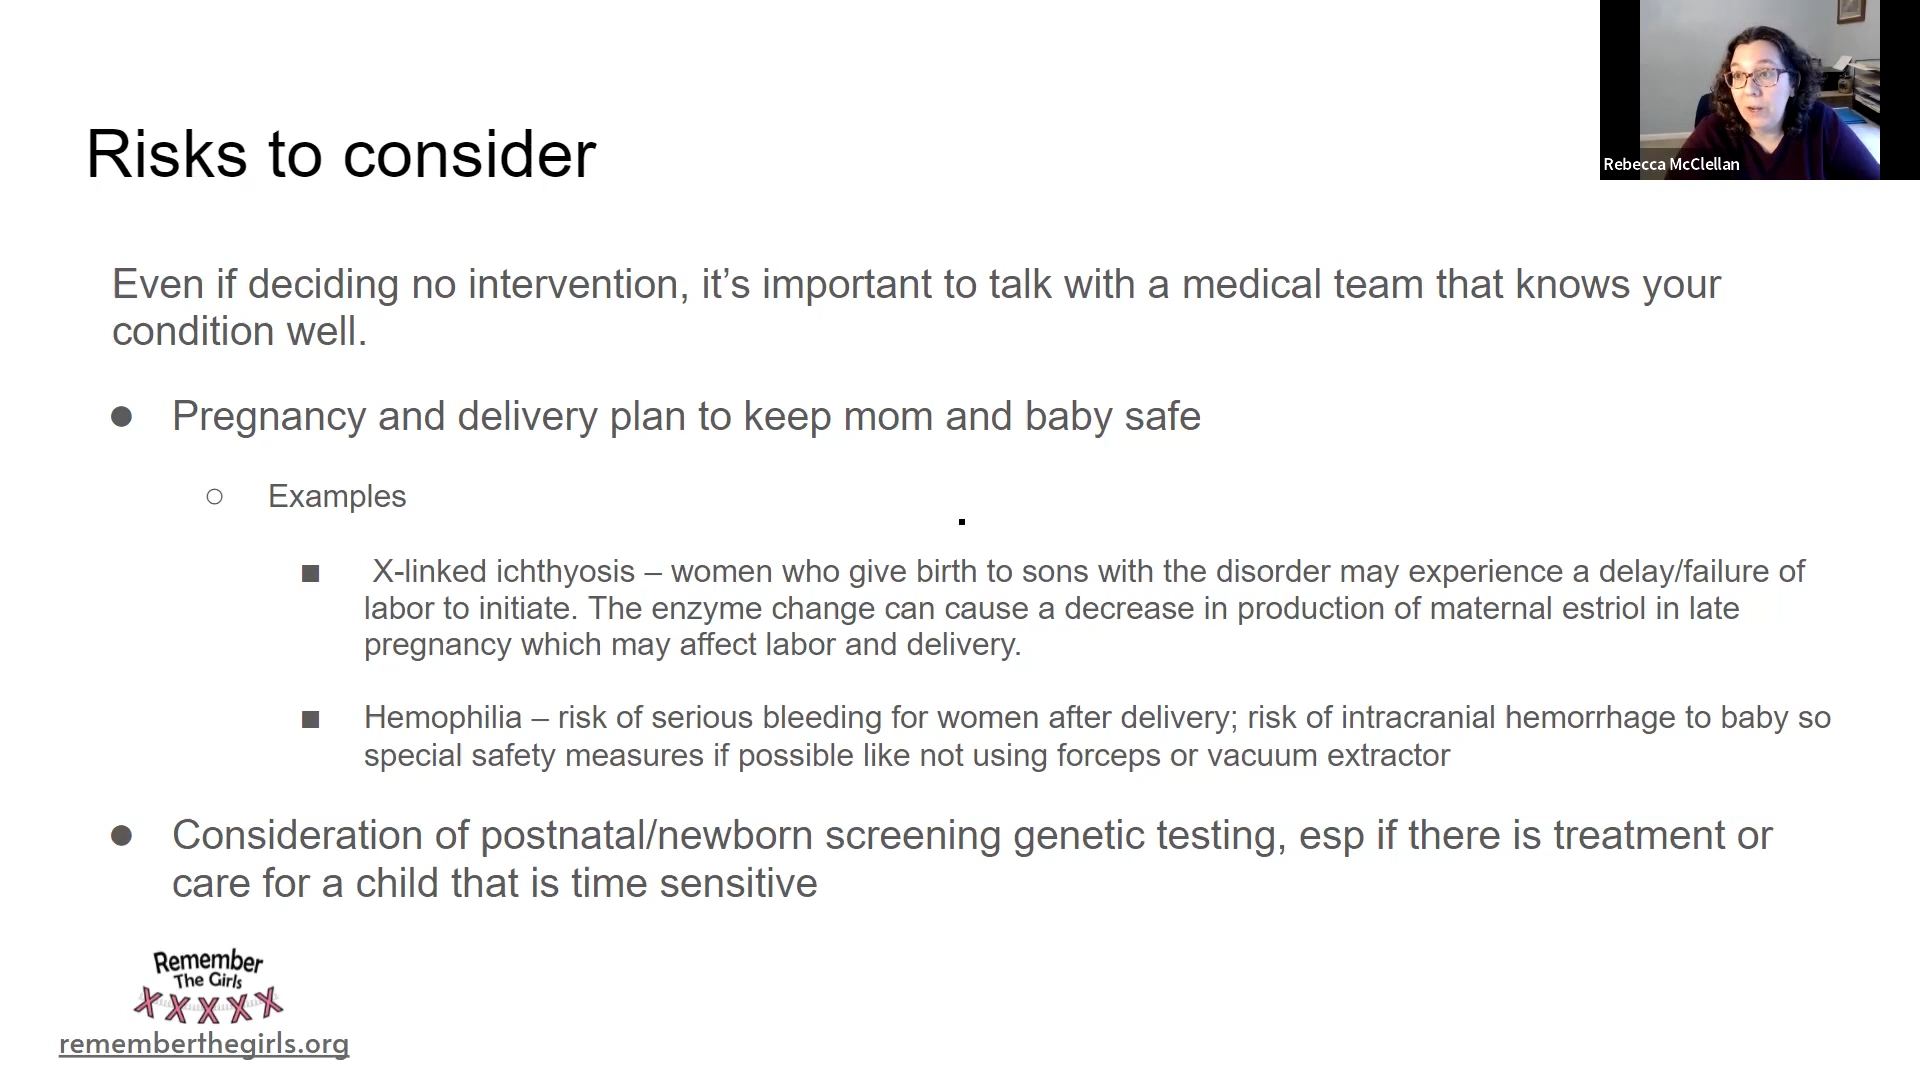 Rebecca McClellan
Risks to consider
Even if deciding no intervention, it’s important to talk with a medical team that knows your
condition well.
● Pregnancy and delivery plan to keep mom and baby safe
○ Examples
■ X-linked ichthyosis – women who give birth to sons with the disorder may experience a delay/failure of
labor to initiate. The enzyme change can cause a decrease in production of maternal estriol in late
pregnancy which may affect labor and delivery.
■ Hemophilia – risk of serious bleeding for women after delivery; risk of intracranial hemorrhage to baby so
special safety measures if possible like not using forceps or vacuum extractor
● Consideration of postnatal/newborn screening genetic testing, esp if there is treatment or
care for a child that is time sensitive
Remember
The Girls
XXXXX
rememberthegirls.org